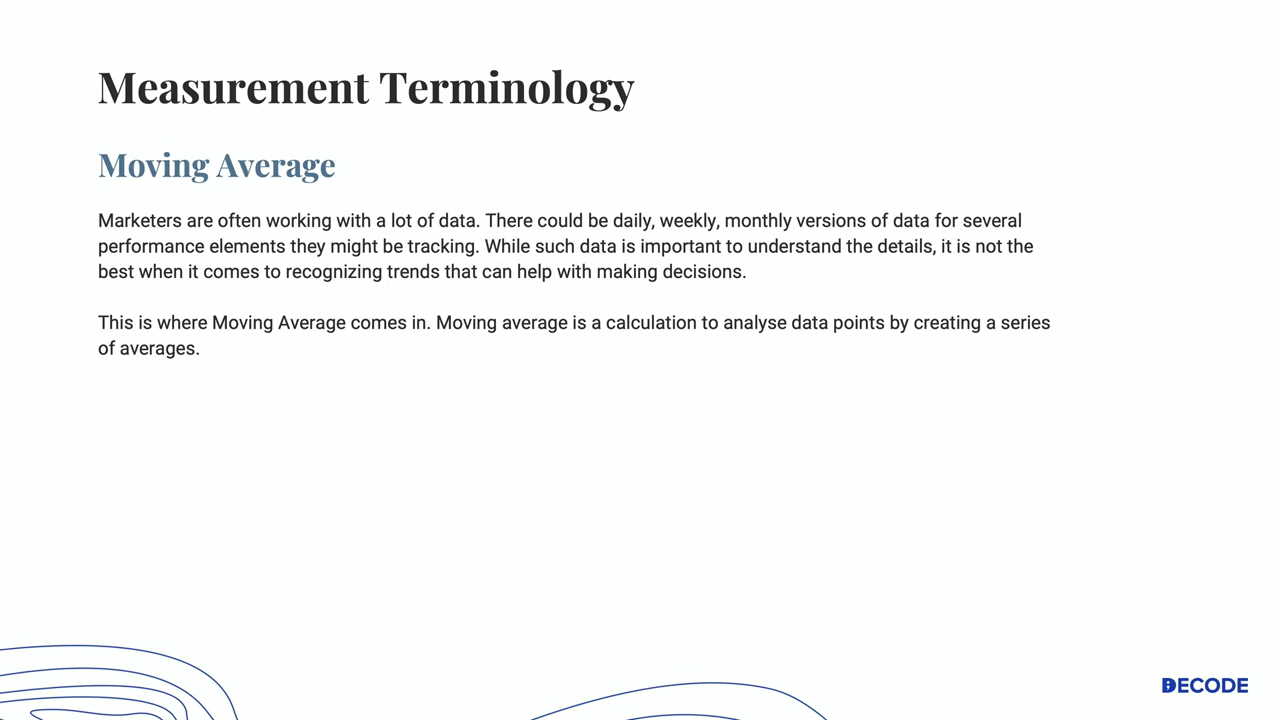 Measurement Terminology
Moving Average
Marketers are often working with a lot of data. There could be daily, weekly, monthly versions of data for several
performance elements they might be tracking. While such data is important to understand the details, it is not the
best when it comes to recognizing trends that can help with making decisions.
This is where Moving Average comes in. Moving average is a calculation to analyse data points by creating a series
of averages.
DECODE